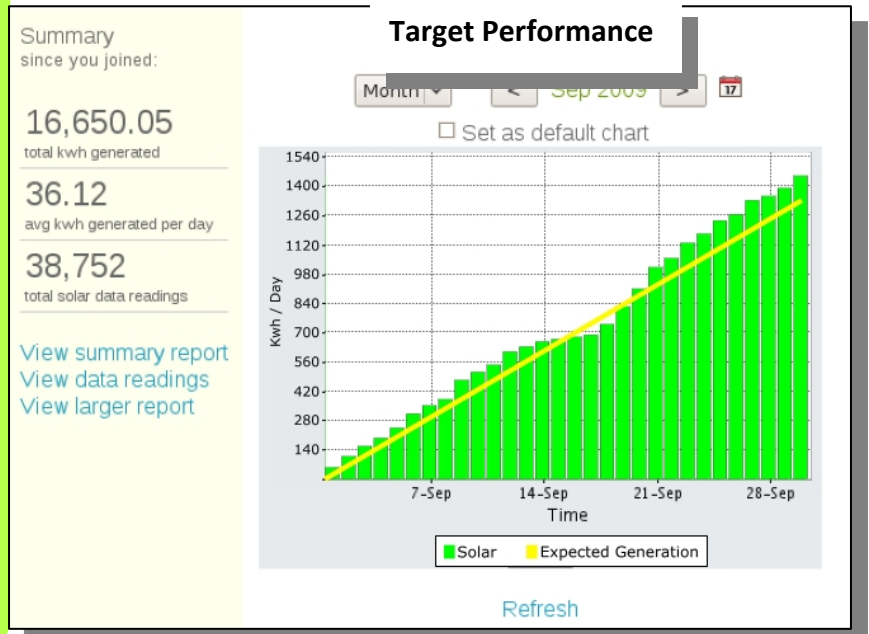 Target Performance
Summary
since you joined:
16,650.05
total kwh generated
36.12
avg kwh generated per day
38,752
total solar data readings
View summary report
View data readings
View larger report
Month < Sep 2009 > 17
Set as default chart
Kwh / Day
1540
1400
1260
1120
980
840
700
560
420
280
140
7-Sep 14-Sep 21-Sep 28-Sep
Time
Solar Expected Generation
Refresh